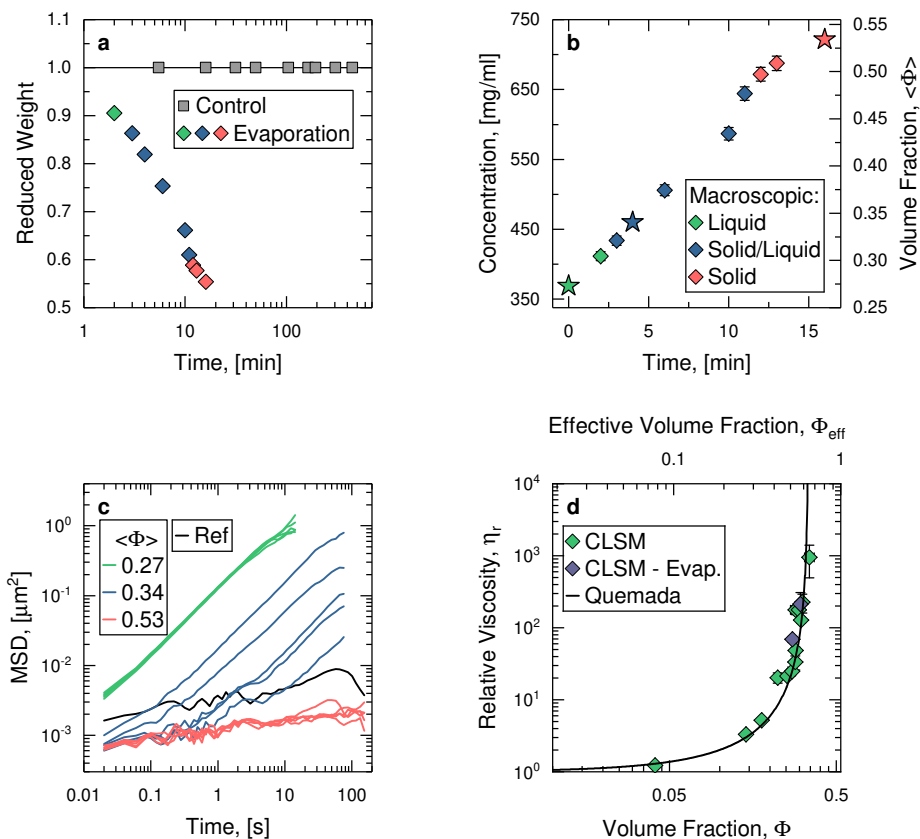 a
1.0
0.9
0.8
0.7
0.6
0.5
Reduced Weight
Control
Evaporation
1
10
100
Time, [min]
b
750
650
550
450
350
Concentration, [mg/ml]
0.55
0.50
0.45
0.40
0.35
0.30
0.25
Volume Fraction, <Φ>
Macroscopic:
Liquid
Solid/Liquid
Solid
0
5
10
15
Time, [min]
c
10⁰
10⁻¹
10⁻²
10⁻³
MSD, [µm²]
<Φ>
0.27
0.34
0.53
Ref
0.01
0.1
1
10
100
Time, [s]
Effective Volume Fraction, Φeff
0.1
1
d
10⁴
10³
10²
10¹
10⁰
Relative Viscosity, ηr
CLSM
CLSM - Evap.
Quemada
0.05
0.5
Volume Fraction, Φ